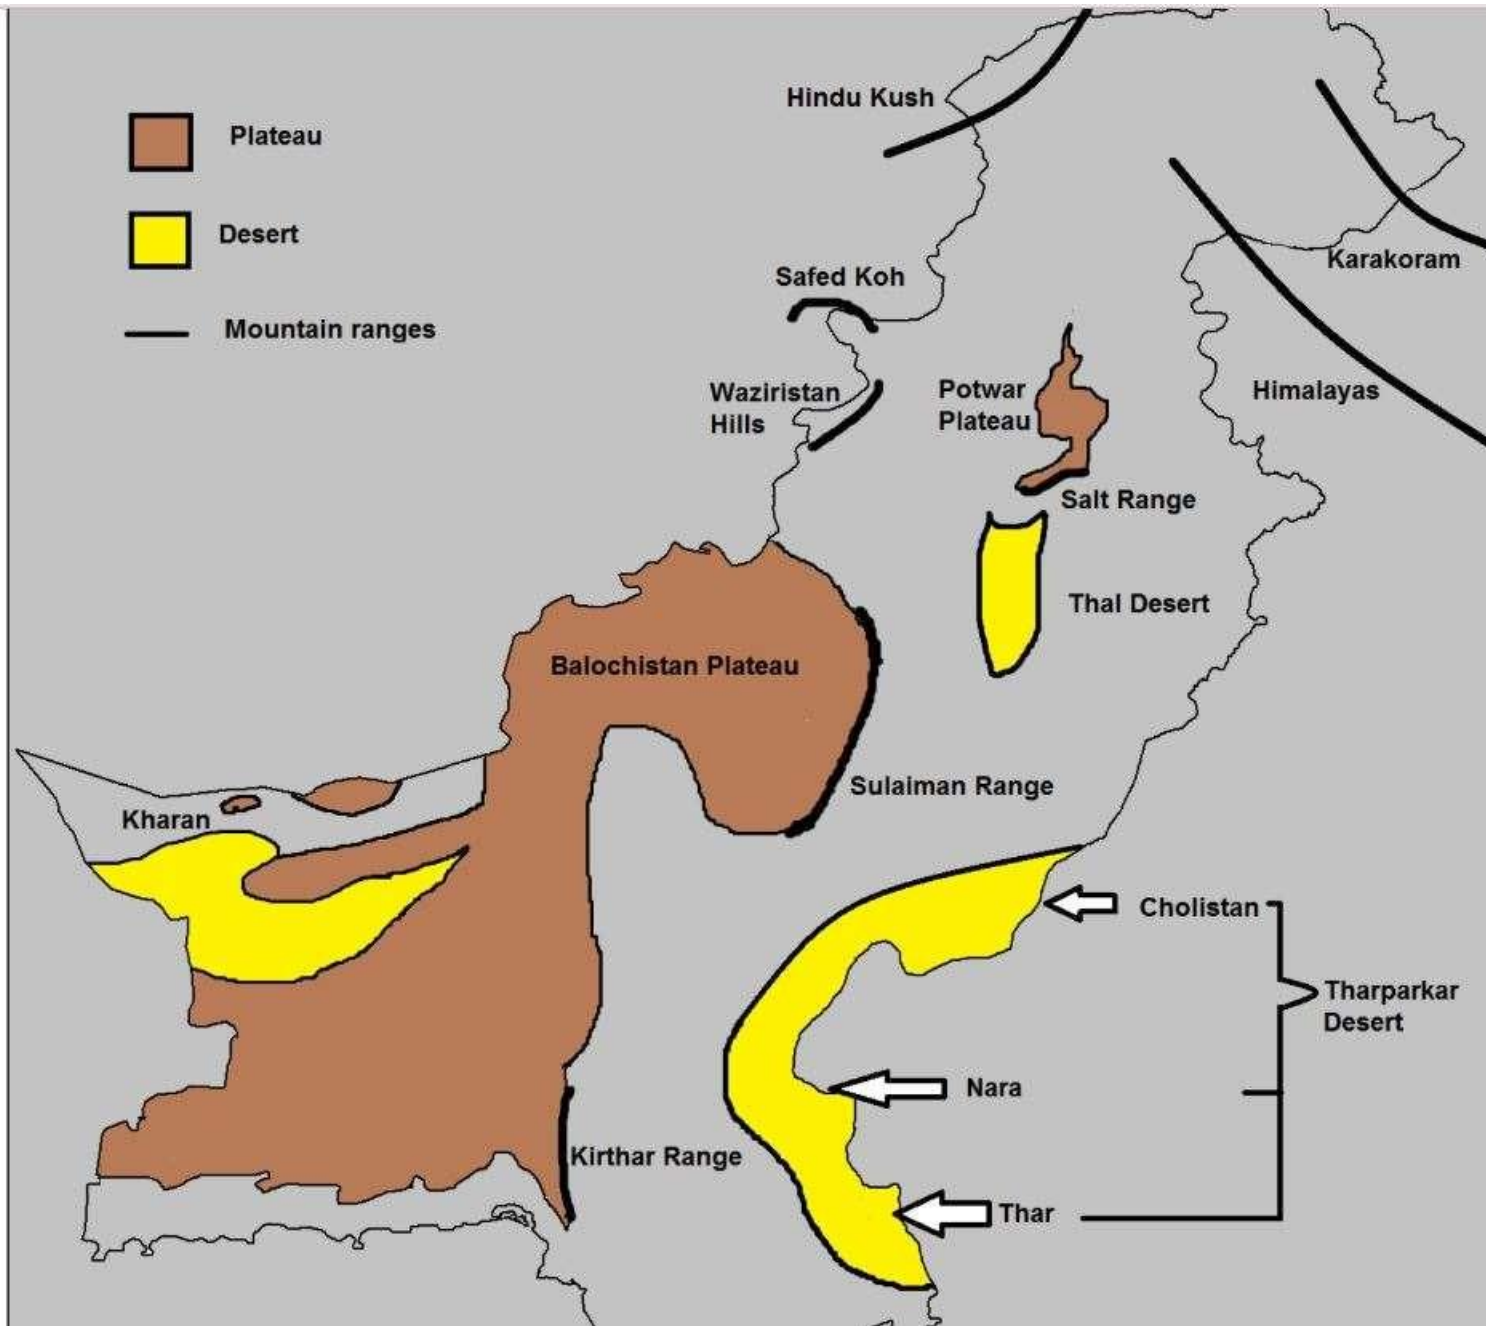 Hindu Kush
Plateau
Desert
Karakoram
Safed Koh
Mountain ranges
Waziristan
Hills
Potwar
Plateau
Himalayas
Salt Range
Thal Desert
Balochistan Plateau
Sulaiman Range
Kharan
Cholistan
Tharparkar
Desert
Nara
Kirthar Range
Thar